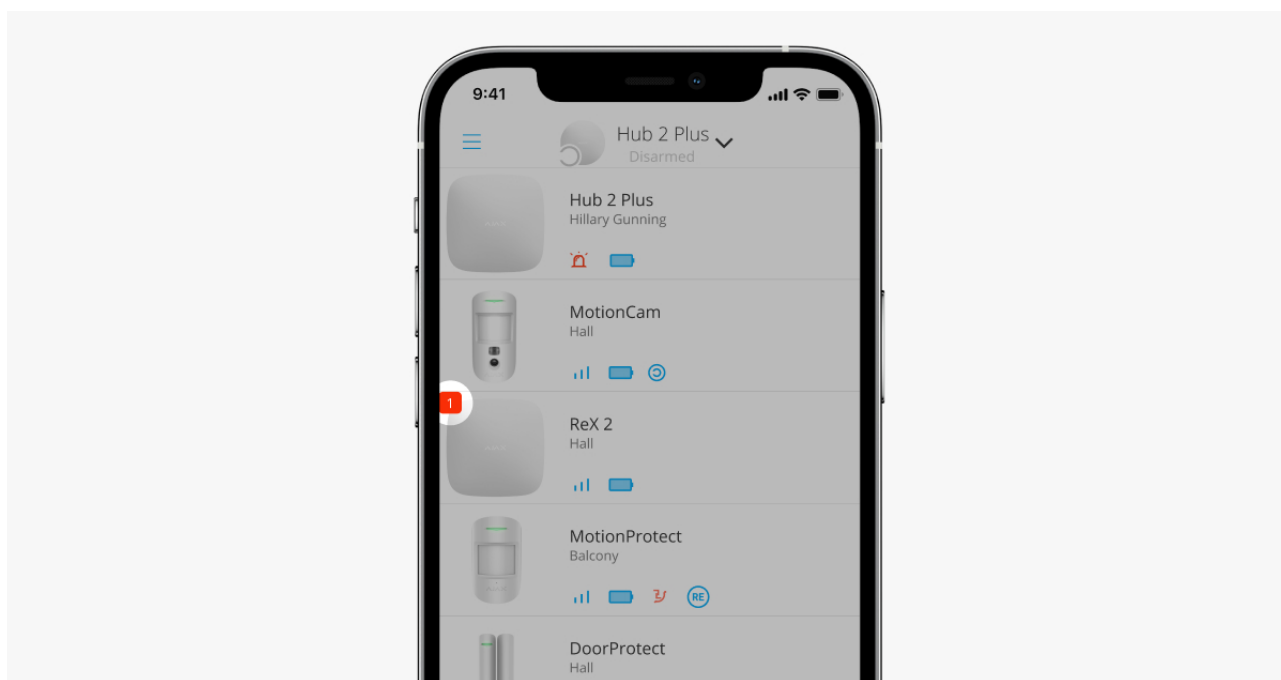 9:41
Hub 2 Plus
Disarmed
Hub 2 Plus
Hillary Gunning
MotionCam
Hall
1
ReX 2
Hall
MotionProtect
Balcony
RE
DoorProtect
Hall